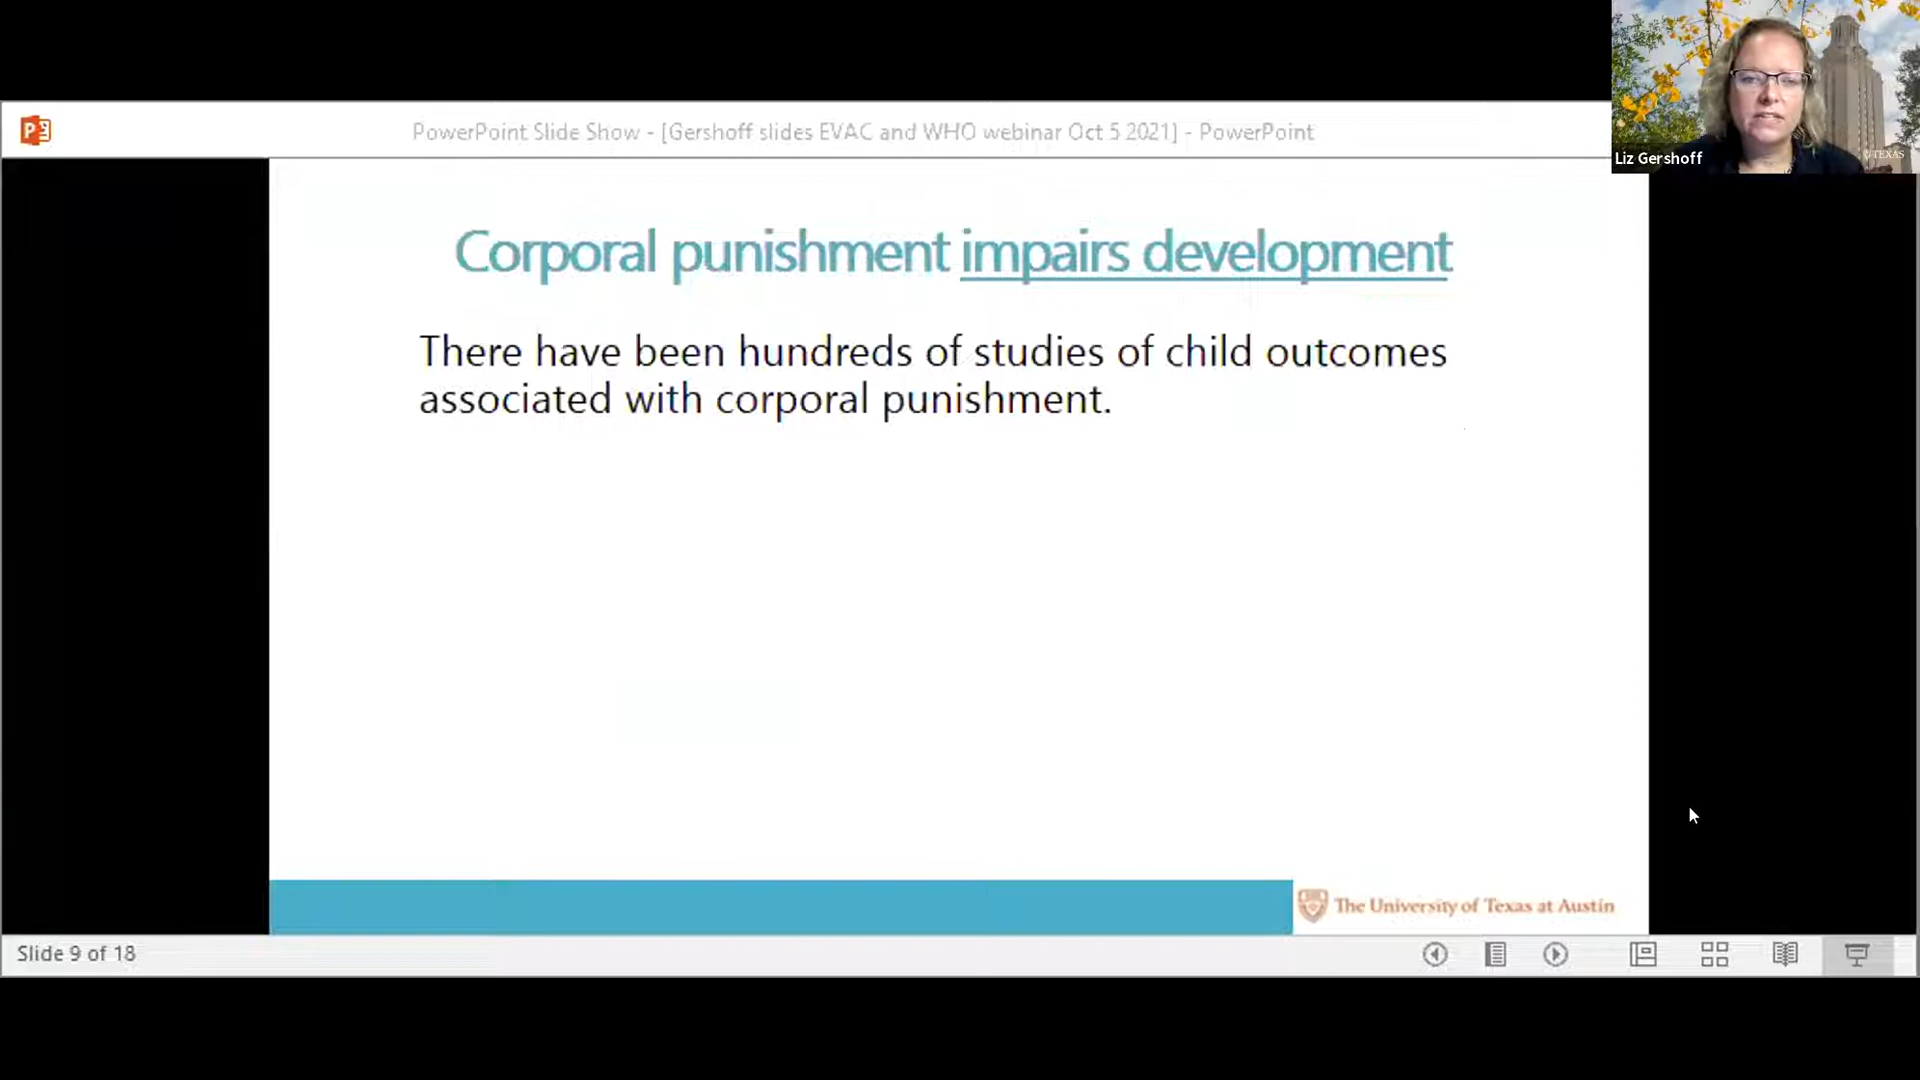 PowerPoint Slide Show - [Gershoff slides EVAC and WHO webinar Oct 5 2021] - PowerPoint
Liz Gershoff
TEXAS
Corporal punishment impairs development
There have been hundreds of studies of child outcomes
associated with corporal punishment.
The University of Texas at Austin
Slide 9 of 18